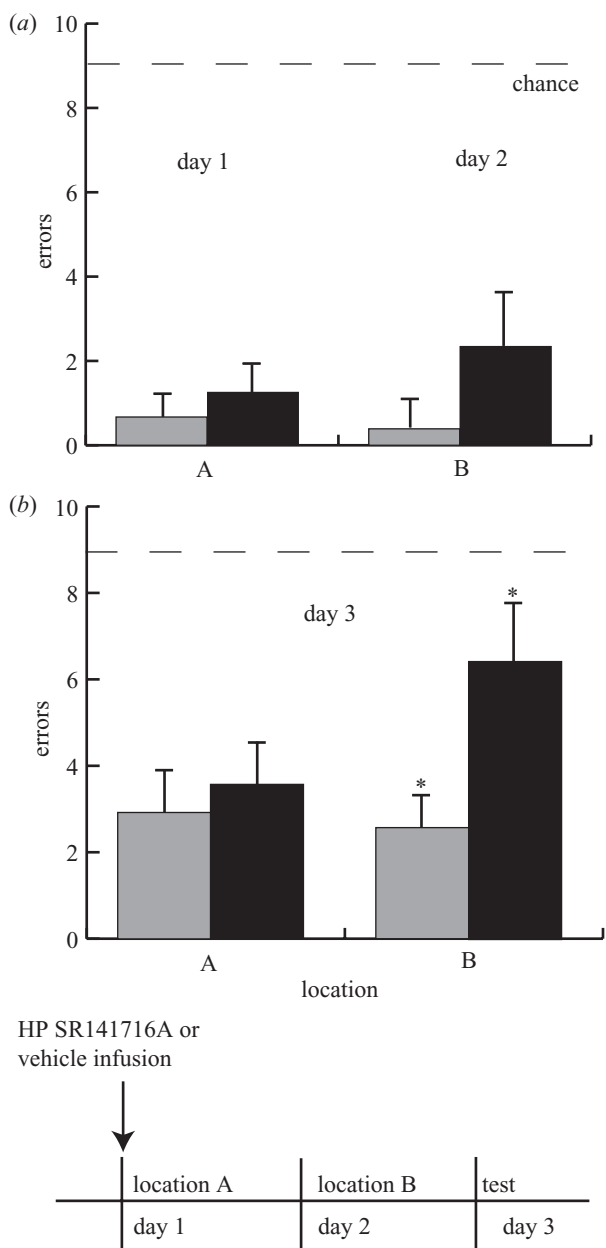 (a)
10
8
6
4
2
0
errors
chance
day 1
day 2
A
B
(b)
10
8
6
4
2
0
errors
day 3
*
*
A
B
location
HP SR141716A or
vehicle infusion
location A
location B
test
day 1
day 2
day 3